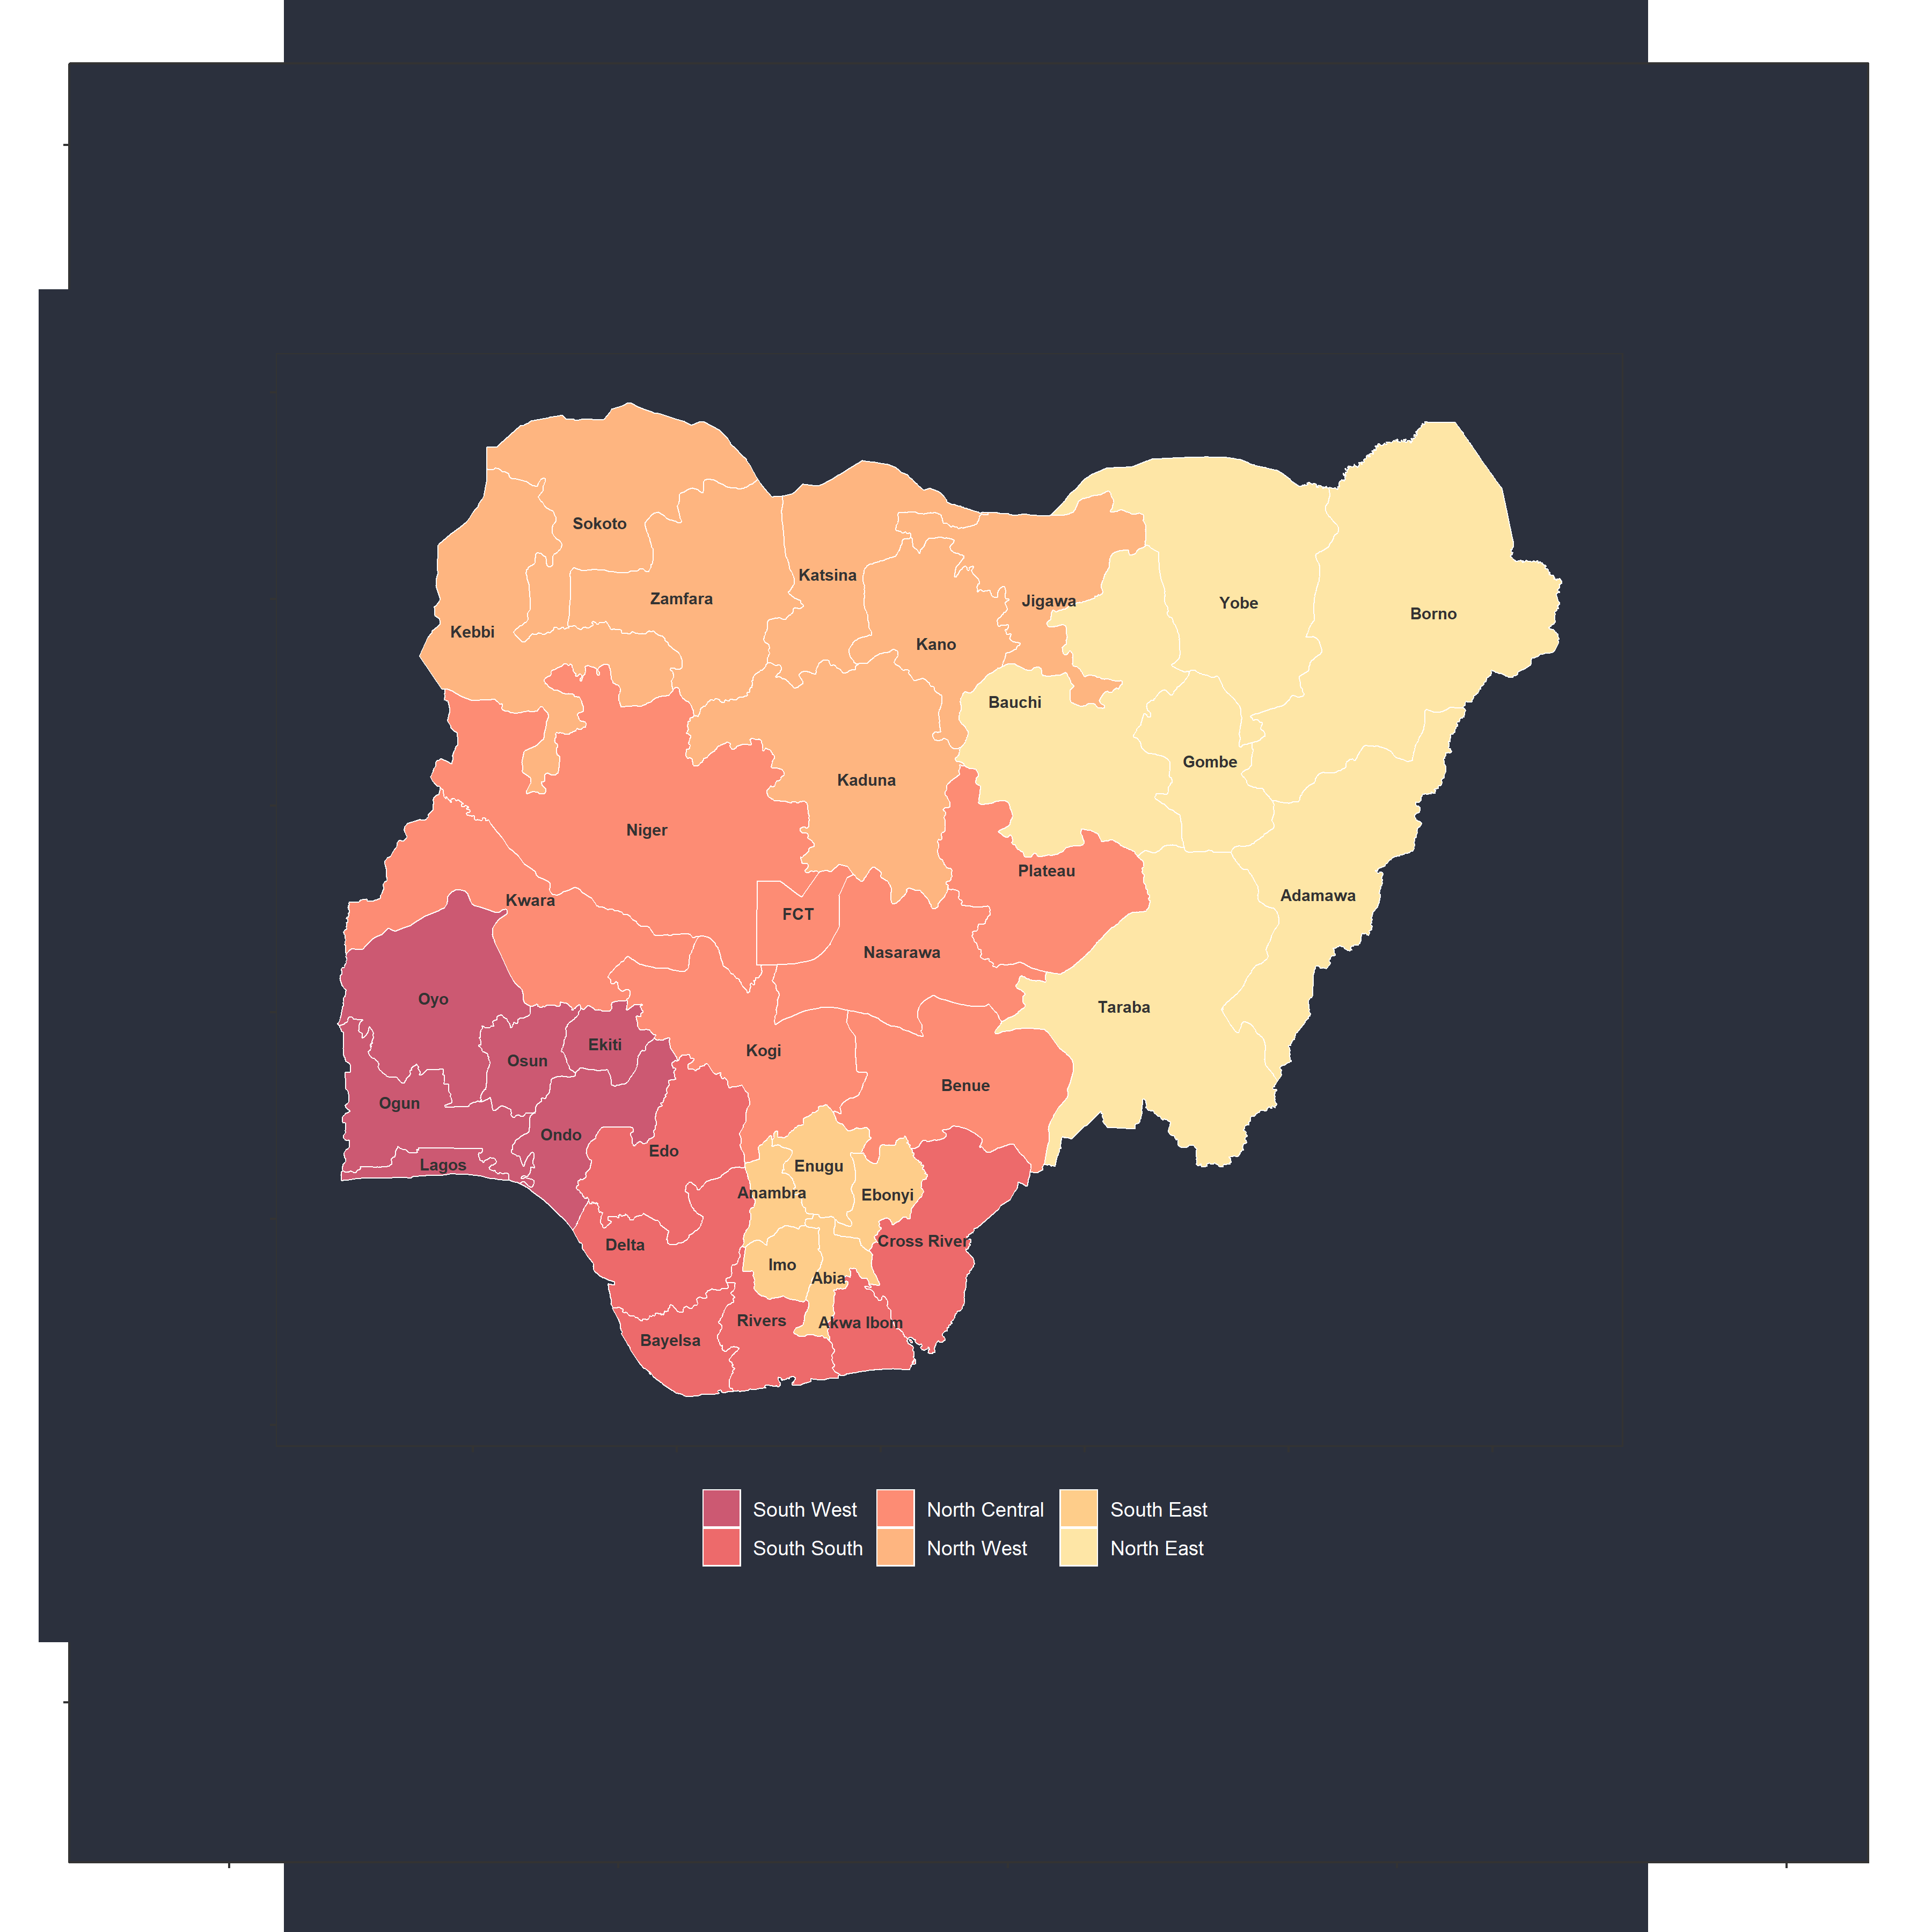 Sokoto
Katsina
Zamfara
Jigawa
Yobe
Borno
Kebbi
Kano
Bauchi
Gombe
Kaduna
Niger
Plateau
Adamawa
Kwara
FCT
Nasarawa
Oyo
Taraba
Ekiti
Kogi
Osun
Benue
Ogun
Ondo
Edo
Lagos
Enugu
Anambra
Ebonyi
Cross River
Delta
Imo
Abia
Rivers
Akwa Ibom
Bayelsa
South West
North Central
South East
South South
North West
North East